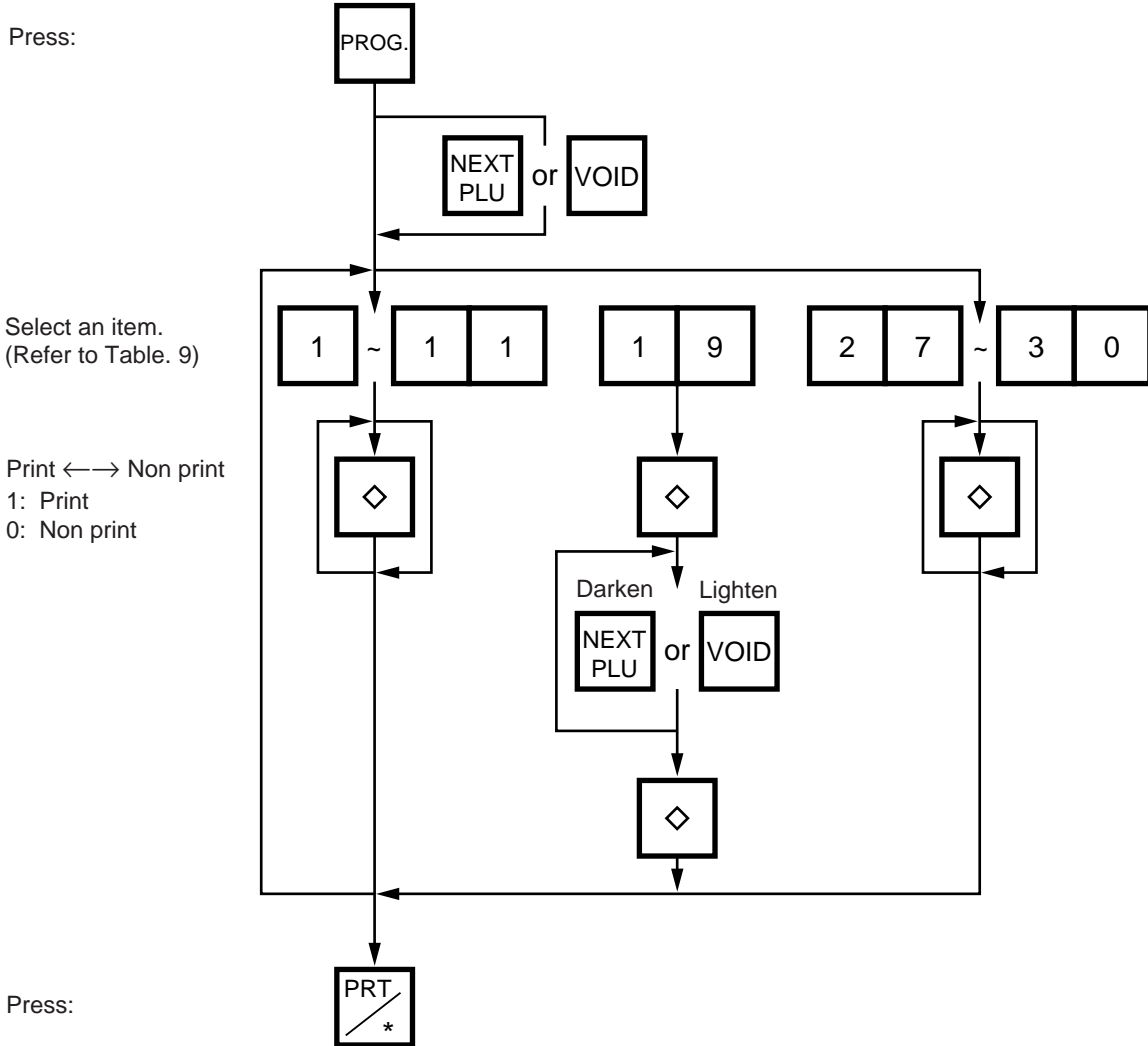 Press:
PROG.
NEXT
PLU
or
VOID
Select an item.
(Refer to Table. 9)
1 ~ 1 1
1 9
2 7 ~ 3 0
Print ←→ Non print
1: Print
0: Non print
◇
◇
◇
Darken
Lighten
NEXT
PLU
or
VOID
◇
Press:
PRT
*